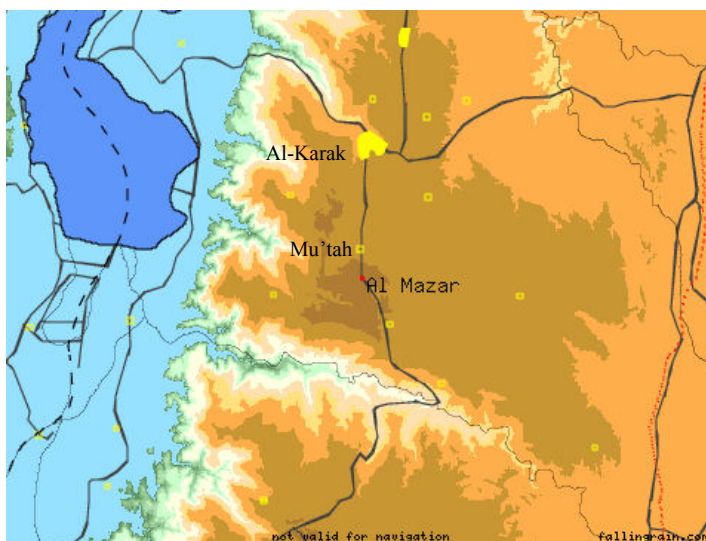 Al-Karak
Mu'tah
Al Mazar
not valid for navigation
fallingrain.com